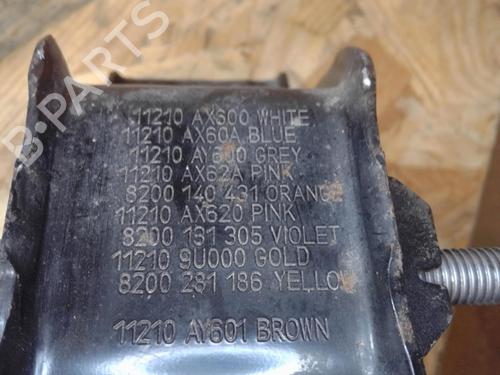 B-PARTS
11210 AX600 WHITE
11210 AX60A BLUE
11210 AY600 GREY
11210 AX62A PINK
8200 140 431 ORANGE
11210 AX620 PINK
8200 181 305 VIOLET
11210 9U000 GOLD
8200 281 186 YELLOW
11210 AY601 BROWN